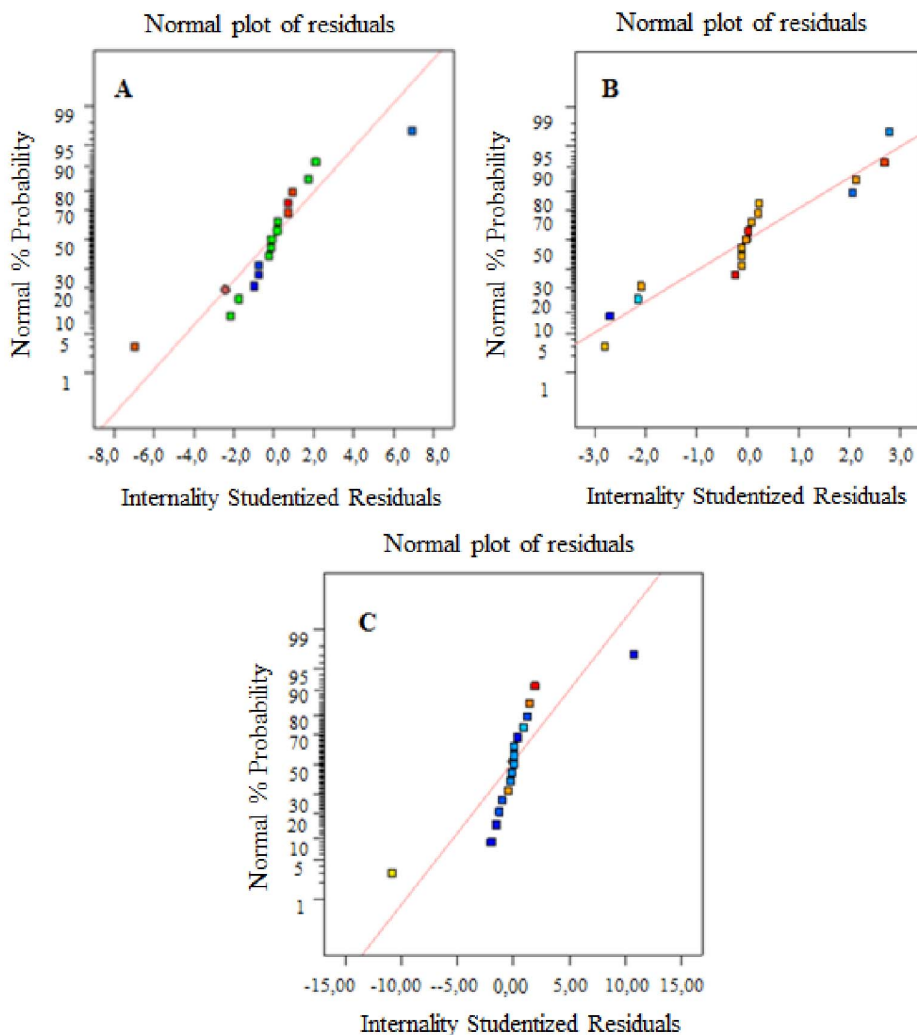 Normal plot of residuals
A
Normal % Probability
99
95
90
80
70
50
30
20
10
5
1
-8,0 -6,0 -4,0 -2,0 0,0 2,0 4,0 6,0 8,0
Internality Studentized Residuals
Normal plot of residuals
B
Normal % Probability
99
95
90
80
70
50
30
20
10
5
1
-3,0 -2,0 -1,0 0,0 1,0 2,0 3,0
Internality Studentized Residuals
Normal plot of residuals
C
Normal % Probability
99
95
90
80
70
50
30
20
10
5
1
-15,00 -10,00 --5,00 0,00 5,00 10,00 15,00
Internality Studentized Residuals